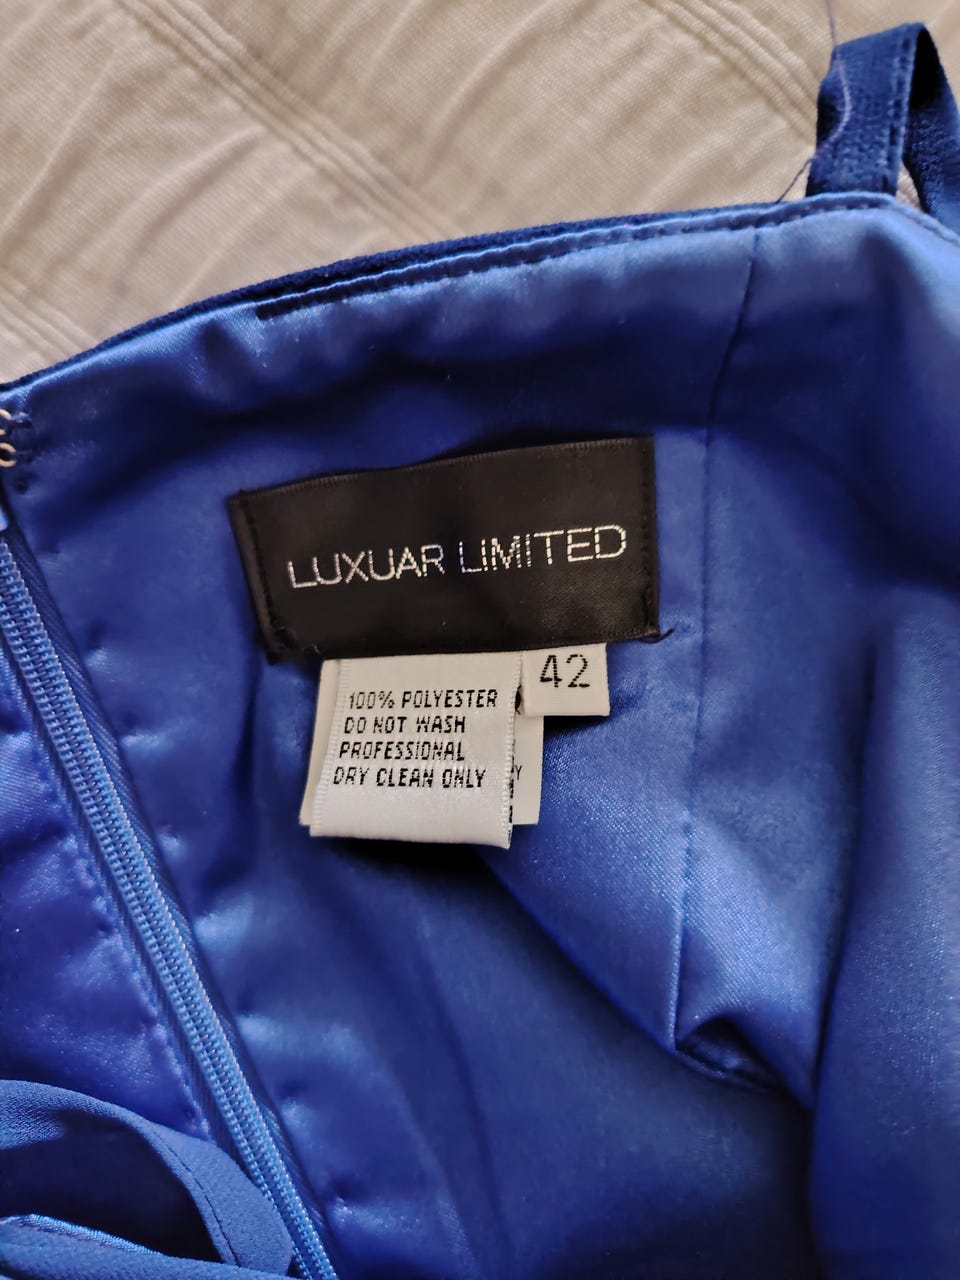 LUXUAR LIMITED
42
100% POLYESTER
DO NOT WASH
PROFESSIONAL
DRY CLEAN ONLY